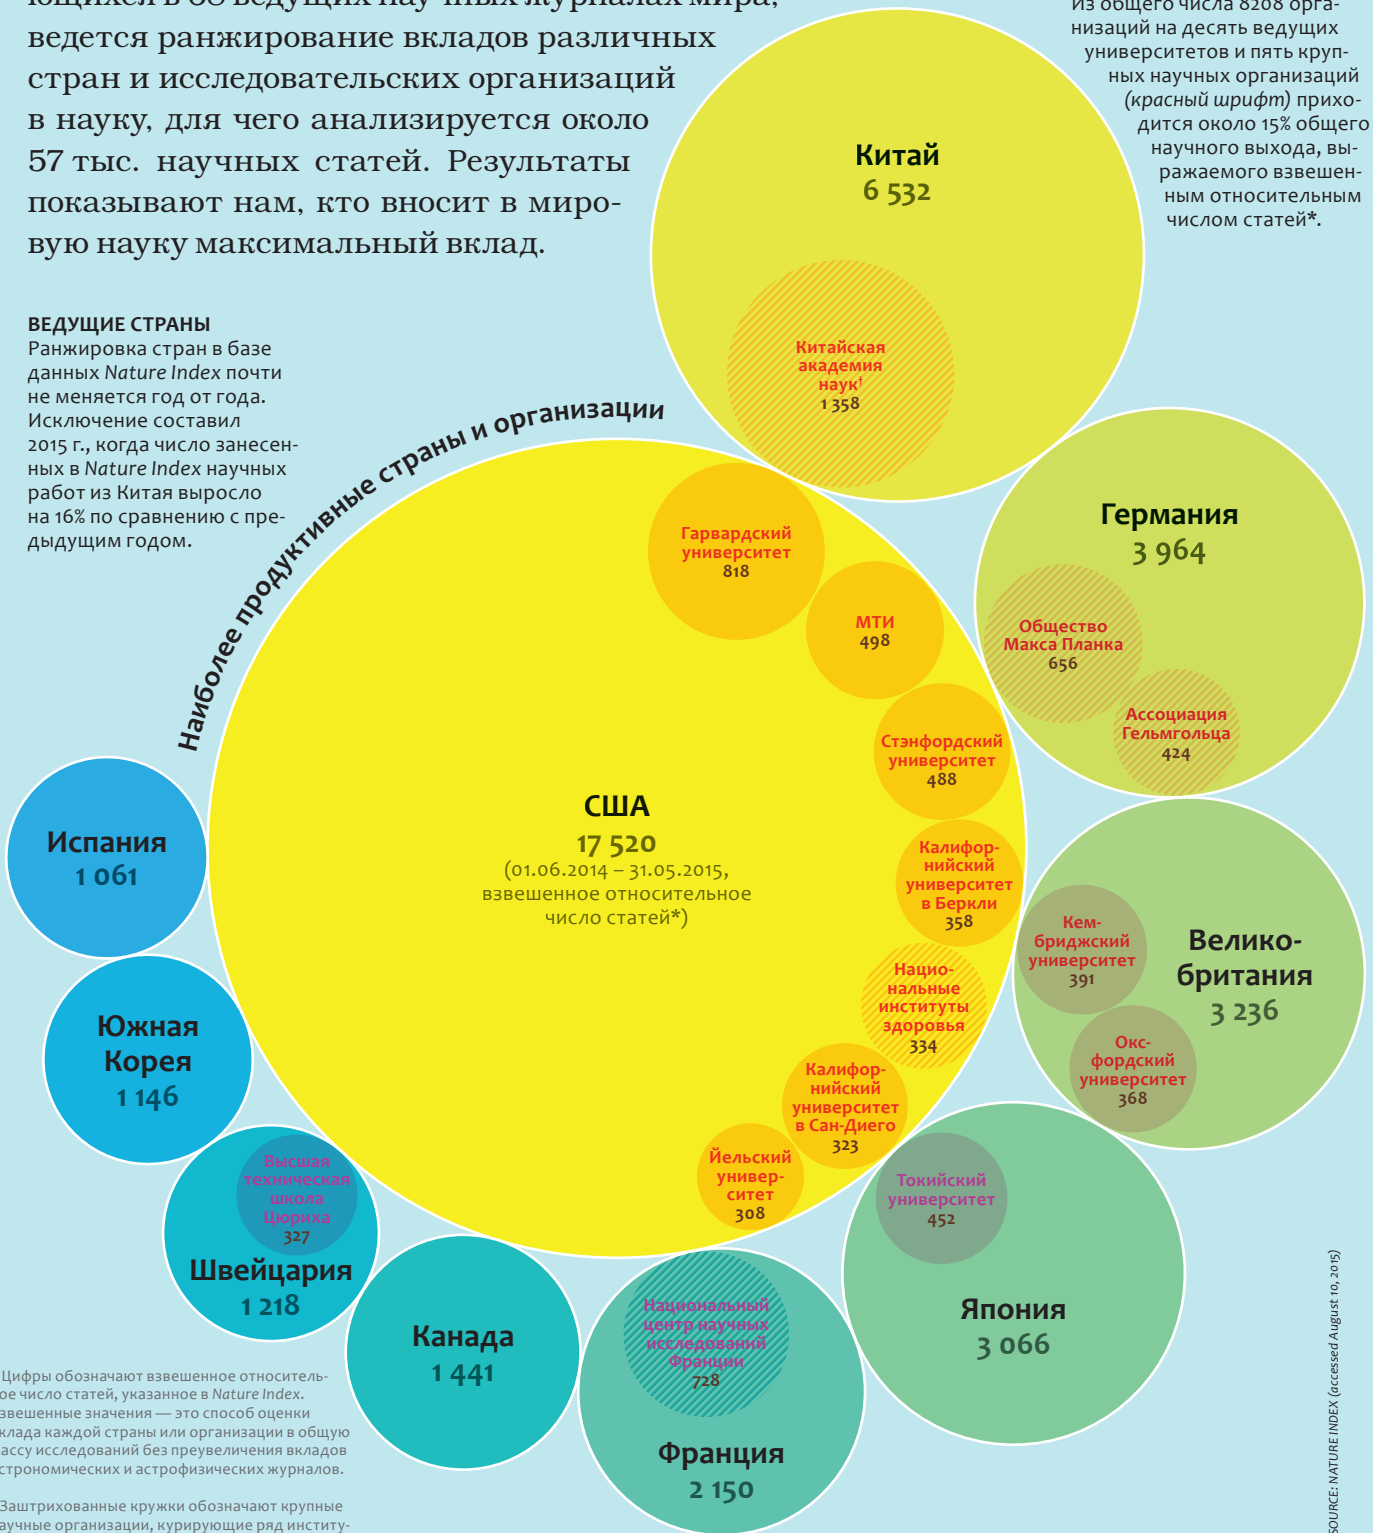 ющихся в 68 ведущих научных журналах мира,
ведется ранжирование вкладов различных
стран и исследовательских организаций
в науку, для чего анализируется около
57 тыс. научных статей. Результаты
показывают нам, кто вносит в миро-
вую науку максимальный вклад.
Из общего числа 8208 орга-
низаций на десять ведущих
университетов и пять круп-
ных научных организаций
(красный шрифт) прихо-
дится около 15% общего
научного выхода, вы-
ражаемого взвешен-
ным относительным
числом статей*.
ВЕДУЩИЕ СТРАНЫ
Ранжировка стран в базе
данных Nature Index почти
не меняется год от года.
Исключение составил
2015 г., когда число занесен-
ных в Nature Index научных
работ из Китая выросло
на 16% по сравнению с пре-
дыдущим годом.
Наиболее продуктивные страны и организации
Китай
6 532
Китайская
академия
наук†
1 358
Германия
3 964
Общество
Макса Планка
656
Ассоциация
Гельмгольца
424
США
17 520
(01.06.2014 – 31.05.2015,
взвешенное относительное
число статей*)
Гарвардский
университет
818
МТИ
498
Стэнфордский
университет
488
Калифор-
нийский
университет
в Беркли
358
Нацио-
нальные
институты
здоровья
334
Калифор-
нийский
университет
в Сан-Диего
323
Йельский
универ-
ситет
308
Велико-
британия
3 236
Кем-
бриджский
университет
391
Окс-
фордский
университет
368
Япония
3 066
Токийский
университет
452
Франция
2 150
Национальный
центр научных
исследований
Франции
728
Канада
1 441
Швейцария
1 218
Высшая
техническая
школа
Цюриха
327
Южная
Корея
1 146
Испания
1 061
Цифры обозначают взвешенное относитель-
ое число статей, указанное в Nature Index.
звешенные значения — это способ оценки
клада каждой страны или организации в общую
ассу исследований без преувеличения вкладов
строномических и астрофизических журналов.
Заштрихованные кружки обозначают крупные
аучные организации, курирующие ряд институ-
SOURCE: NATURE INDEX (accessed August 10, 2015)